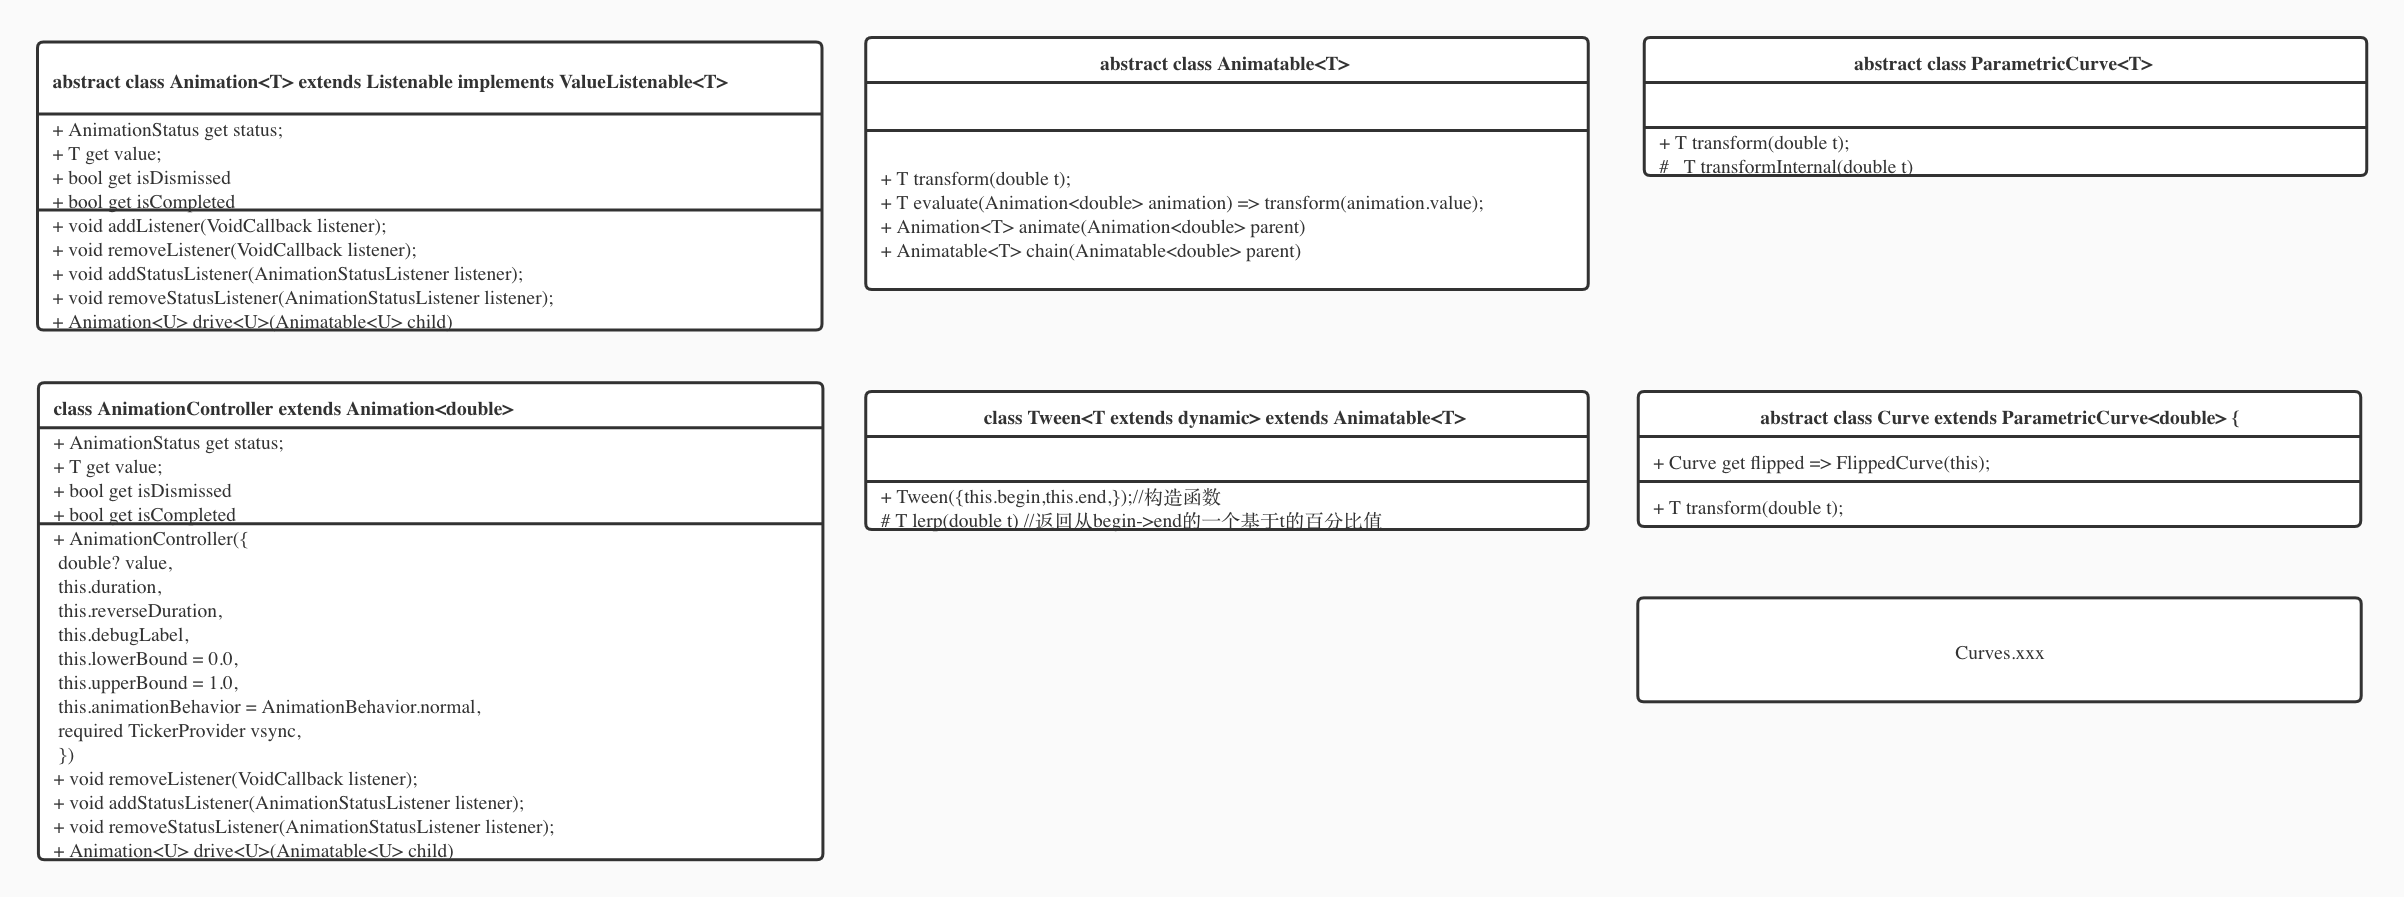 abstract class Animation<T> extends Listenable implements ValueListenable<T>
+ AnimationStatus get status;
+ T get value;
+ bool get isDismissed
+ bool get isCompleted
+ void addListener(VoidCallback listener);
+ void removeListener(VoidCallback listener);
+ void addStatusListener(AnimationStatusListener listener);
+ void removeStatusListener(AnimationStatusListener listener);
+ Animation<U> drive<U>(Animatable<U> child)
abstract class Animatable<T>
+ T transform(double t);
+ T evaluate(Animation<double> animation) => transform(animation.value);
+ Animation<T> animate(Animation<double> parent)
+ Animatable<T> chain(Animatable<double> parent)
abstract class ParametricCurve<T>
+ T transform(double t);
#   T transformInternal(double t)
class AnimationController extends Animation<double>
+ AnimationStatus get status;
+ T get value;
+ bool get isDismissed
+ bool get isCompleted
+ AnimationController({
double? value,
this.duration,
this.reverseDuration,
this.debugLabel,
this.lowerBound = 0.0,
this.upperBound = 1.0,
this.animationBehavior = AnimationBehavior.normal,
required TickerProvider vsync,
})
+ void removeListener(VoidCallback listener);
+ void addStatusListener(AnimationStatusListener listener);
+ void removeStatusListener(AnimationStatusListener listener);
+ Animation<U> drive<U>(Animatable<U> child)
class Tween<T extends dynamic> extends Animatable<T>
+ Tween({this.begin,this.end,});//构造函数
# T lerp(double t) //返回从begin->end的一个基于t的百分比值
abstract class Curve extends ParametricCurve<double> {
+ Curve get flipped => FlippedCurve(this);
+ T transform(double t);
Curves.xxx